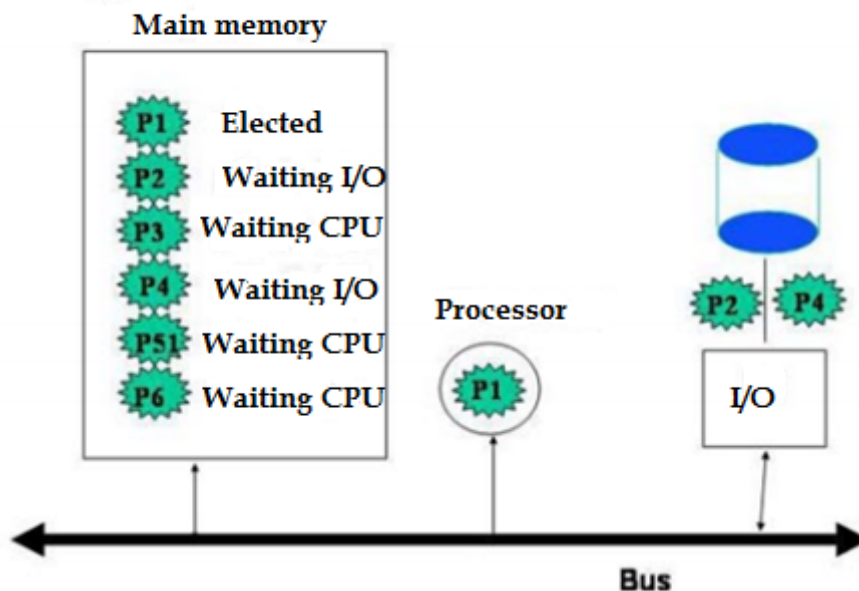 Main memory
P1 Elected
P2 Waiting I/O
P3 Waiting CPU
P4 Waiting I/O
P51 Waiting CPU
P6 Waiting CPU
Processor
P1
P2 P4
I/O
Bus